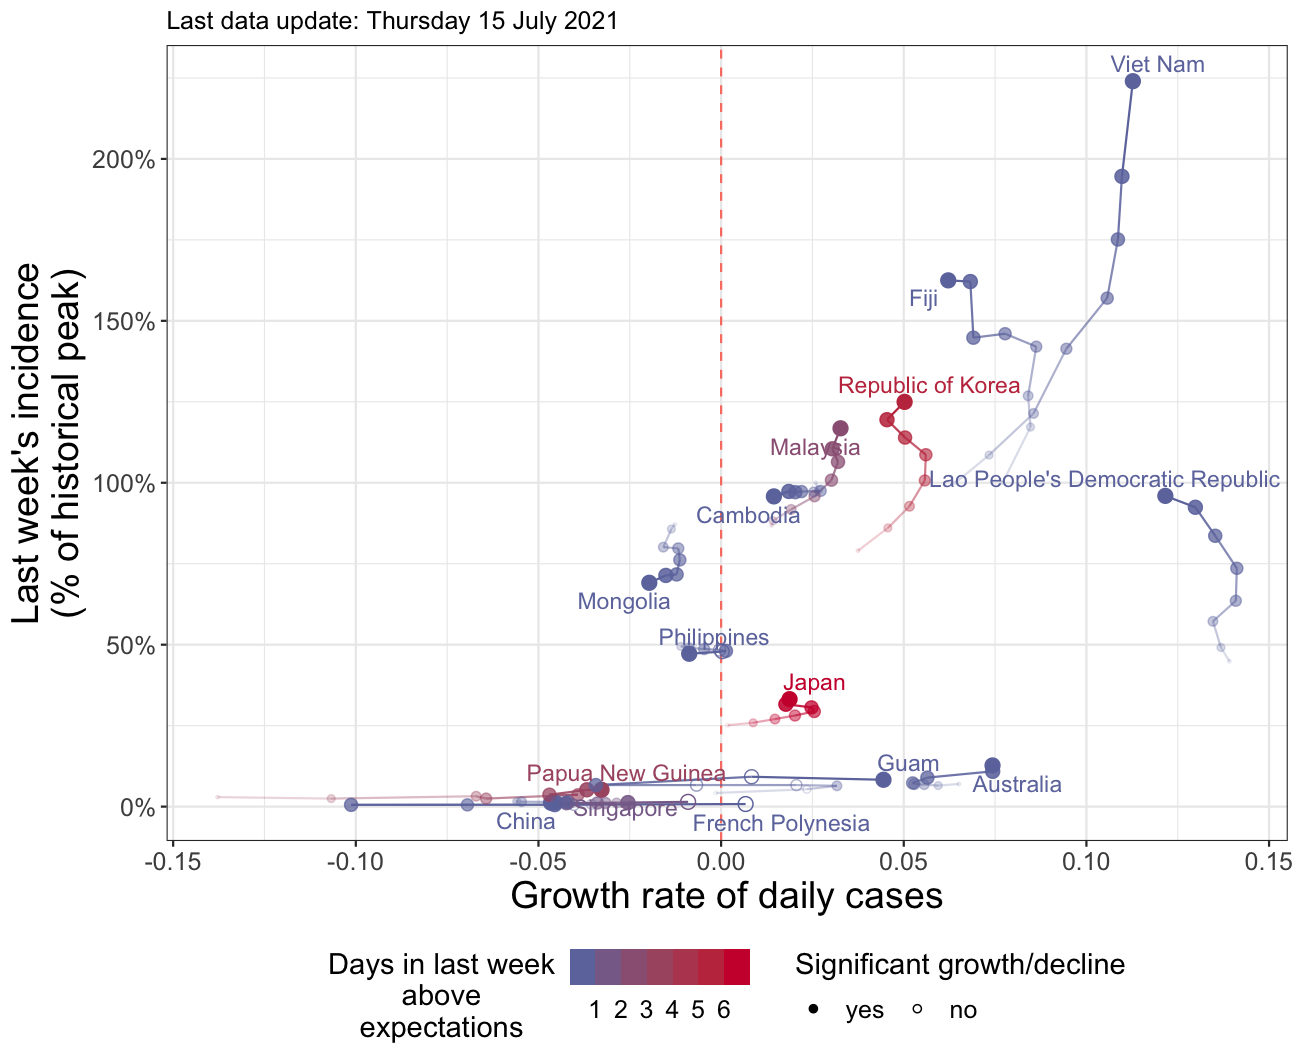 Last data update: Thursday 15 July 2021
Last week's incidence
(% of historical peak)
200%
150%
100%
50%
0%
Viet Nam
Fiji
Republic of Korea
Malaysia
Lao People's Democratic Republic
Cambodia
Mongolia
Philippines
Japan
Papua New Guinea
Guam
Australia
Singapore
China
French Polynesia
-0.15
-0.10
-0.05
0.00
0.05
0.10
0.15
Growth rate of daily cases
Days in last week
above
expectations
1 2 3 4 5 6
Significant growth/decline
yes
no